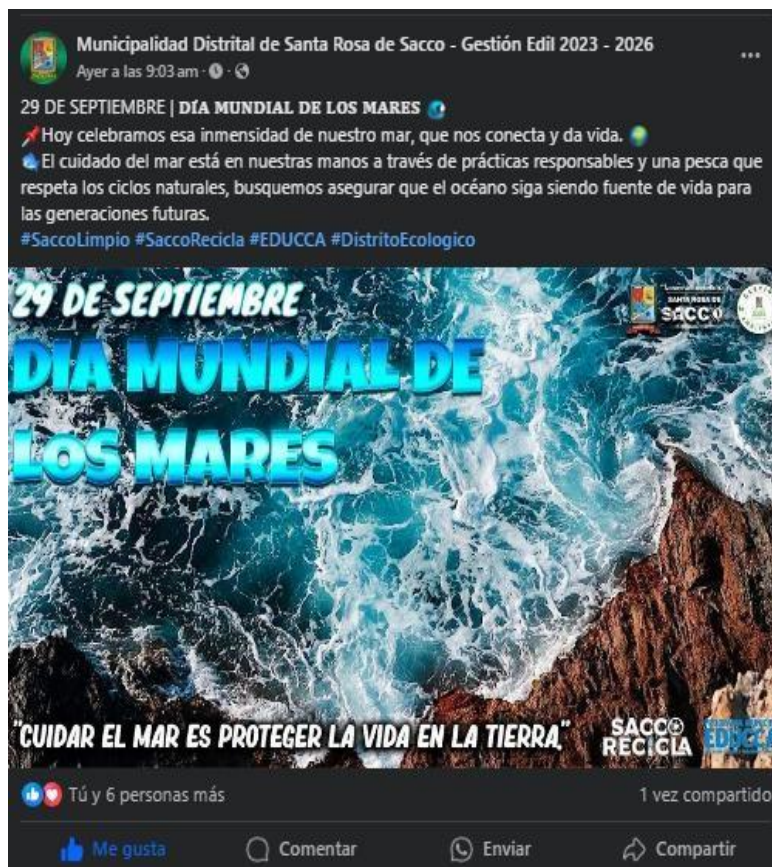 Municipalidad Distrital de Santa Rosa de Sacco - Gestión Edil 2023 - 2026
Ayer a las 9:03 am ·
29 DE SEPTIEMBRE | DÍA MUNDIAL DE LOS MARES
Hoy celebramos esa inmensidad de nuestro mar, que nos conecta y da vida.
El cuidado del mar está en nuestras manos a través de prácticas responsables y una pesca que
respeta los ciclos naturales, busquemos asegurar que el océano siga siendo fuente de vida para
las generaciones futuras.
#SaccoLimpio #SaccoRecicla #EDUCCA #DistritoEcologico
29 DE SEPTIEMBRE
DIA MUNDIAL DE
LOS MARES
SANTA ROSA DE
SACCO
"CUIDAR EL MAR ES PROTEGER LA VIDA EN LA TIERRA."
SACCO
RECICLA
EDUCCA
Tú y 6 personas más
1 vez compartido
Me gusta
Comentar
Enviar
Compartir